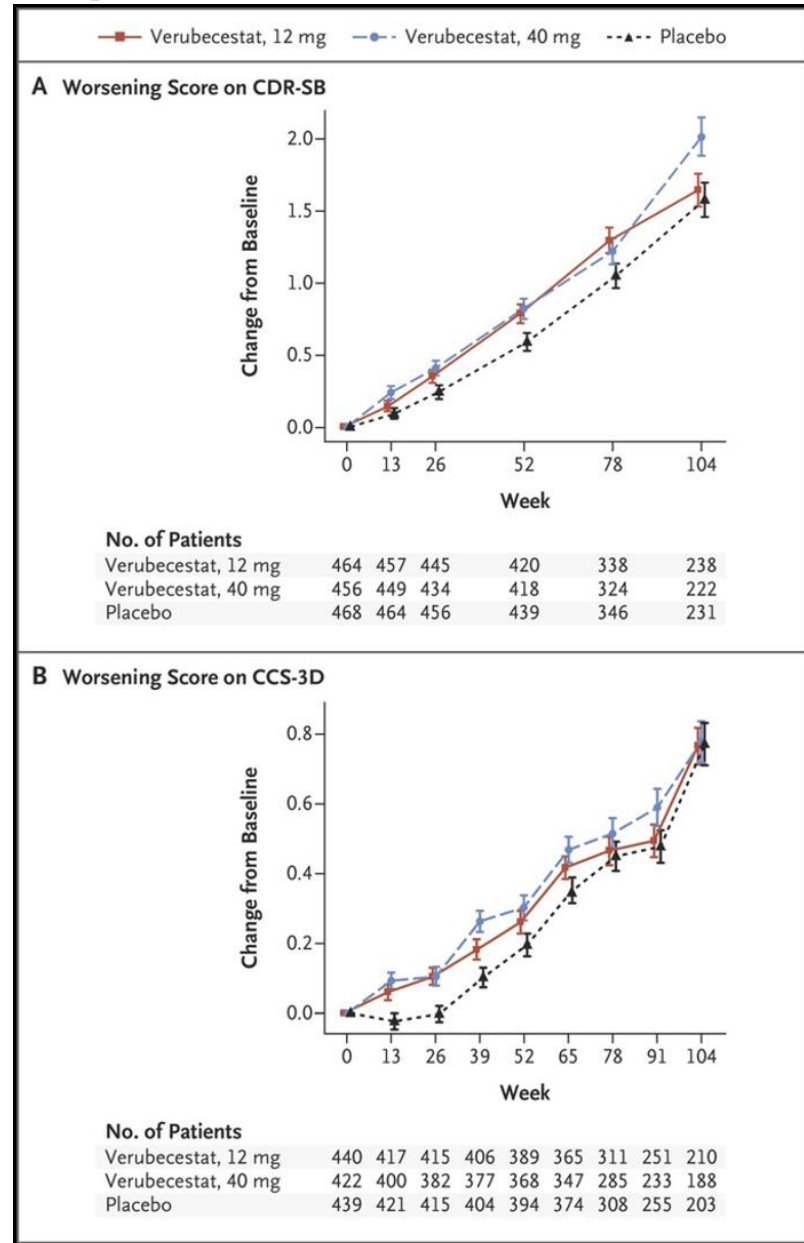 Verubecestat, 12 mg Verubecestat, 40 mg Placebo
A Worsening Score on CDR-SB
2.0
1.5
1.0
0.5
0.0
Change from Baseline
0 13 26 52 78 104
Week
No. of Patients
Verubecestat, 12 mg 464 457 445 420 338 238
Verubecestat, 40 mg 456 449 434 418 324 222
Placebo 468 464 456 439 346 231
B Worsening Score on CCS-3D
0.8
0.6
0.4
0.2
0.0
Change from Baseline
0 13 26 39 52 65 78 91 104
Week
No. of Patients
Verubecestat, 12 mg 440 417 415 406 389 365 311 251 210
Verubecestat, 40 mg 422 400 382 377 368 347 285 233 188
Placebo 439 421 415 404 394 374 308 255 203